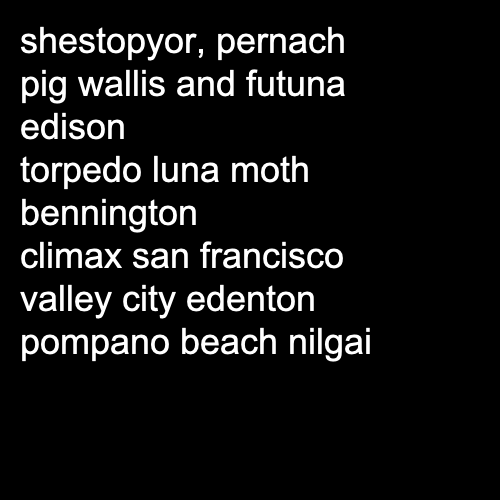 shestopyor, pernach
pig wallis and futuna
edison
torpedo luna moth
bennington
climax san francisco
valley city edenton
pompano beach nilgai